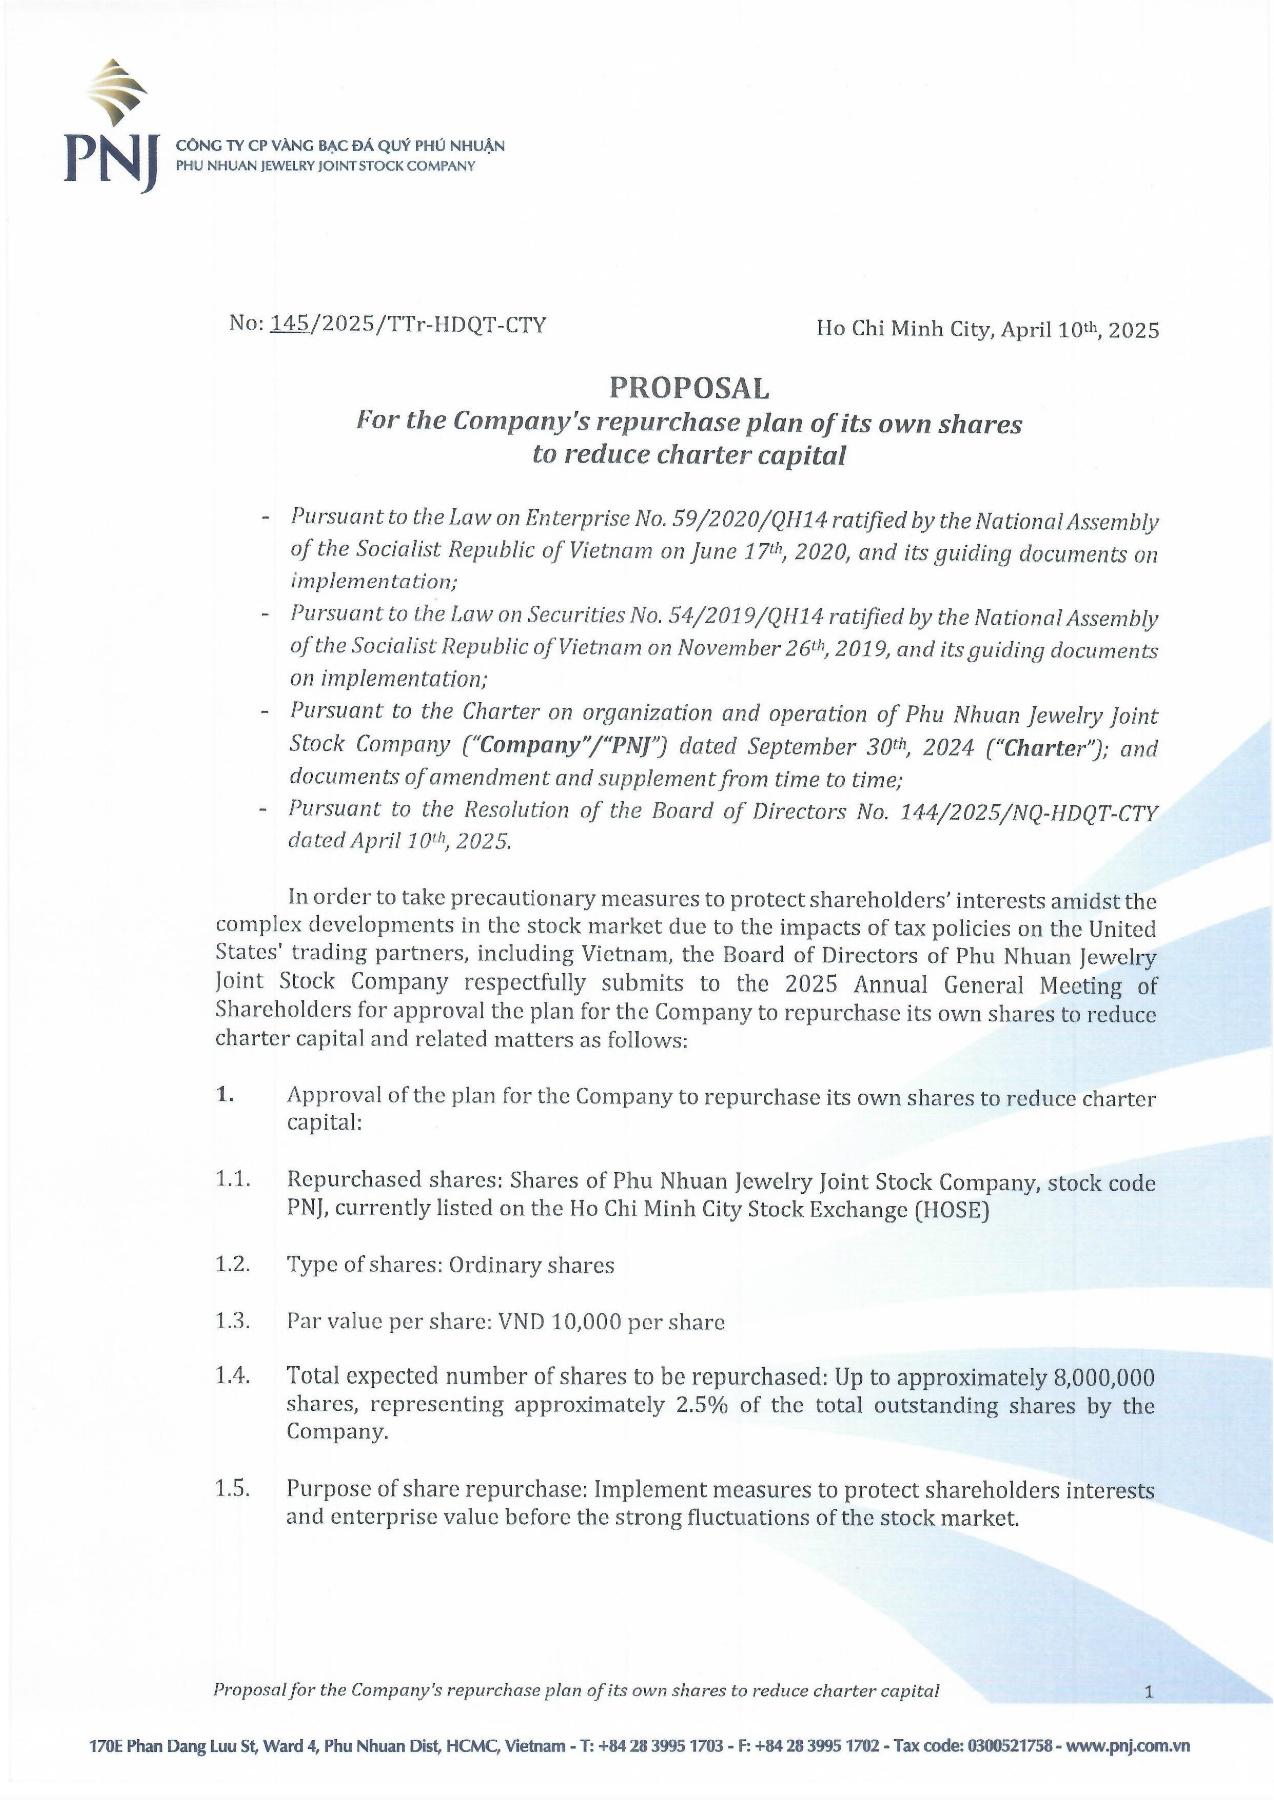 PNJ
CÔNG TY CP VÀNG BẠC ĐÁ QUÝ PHÚ NHUẬN
PHU NHUAN JEWELRY JOINT STOCK COMPANY
No: 145/2025/TTr-HDQT-CTY
Ho Chi Minh City, April 10th, 2025
PROPOSAL
For the Company's repurchase plan of its own shares
to reduce charter capital
- Pursuant to the Law on Enterprise No. 59/2020/QH14 ratified by the National Assembly
of the Socialist Republic of Vietnam on June 17th, 2020, and its guiding documents on
implementation;
- Pursuant to the Law on Securities No. 54/2019/QH14 ratified by the National Assembly
of the Socialist Republic of Vietnam on November 26th, 2019, and its guiding documents
on implementation;
- Pursuant to the Charter on organization and operation of Phu Nhuan Jewelry Joint
Stock Company ("Company"/"PNJ") dated September 30th, 2024 ("Charter"); and
documents of amendment and supplement from time to time;
- Pursuant to the Resolution of the Board of Directors No. 144/2025/NQ-HDQT-CTY
dated April 10th, 2025.
In order to take precautionary measures to protect shareholders' interests amidst the
complex developments in the stock market due to the impacts of tax policies on the United
States' trading partners, including Vietnam, the Board of Directors of Phu Nhuan Jewelry
Joint Stock Company respectfully submits to the 2025 Annual General Meeting of
Shareholders for approval the plan for the Company to repurchase its own shares to reduce
charter capital and related matters as follows:
1. Approval of the plan for the Company to repurchase its own shares to reduce charter
capital:
1.1. Repurchased shares: Shares of Phu Nhuan Jewelry Joint Stock Company, stock code
PNJ, currently listed on the Ho Chi Minh City Stock Exchange (HOSE)
1.2. Type of shares: Ordinary shares
1.3. Par value per share: VND 10,000 per share
1.4. Total expected number of shares to be repurchased: Up to approximately 8,000,000
shares, representing approximately 2.5% of the total outstanding shares by the
Company.
1.5. Purpose of share repurchase: Implement measures to protect shareholders interests
and enterprise value before the strong fluctuations of the stock market.
Proposal for the Company's repurchase plan of its own shares to reduce charter capital 1
170E Phan Dang Luu St, Ward 4, Phu Nhuan Dist, HCMC, Vietnam - T: +84 28 3995 1703 - F: +84 28 3995 1702 - Tax code: 0300521758 - www.pnj.com.vn